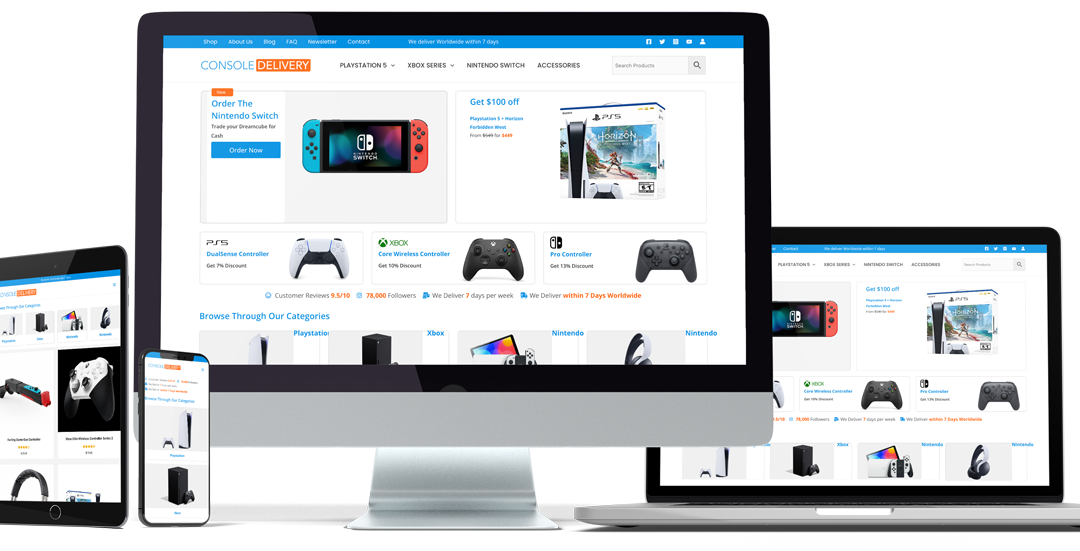 Shop About Us Blog FAQ Newsletter Contact We deliver Worldwide within 7 days
CONSOLE DELIVERY PLAYSTATION 5 XBOX SERIES NINTENDO SWITCH ACCESSORIES Search Products
Order The
Nintendo Switch
Trade your Dreamcube for
Cash
Order Now
NINTENDO
SWITCH
Get $100 off
Playstation 5 + Horizon
Forbidden West
From $549 for $449
PS5
HORIZON
PS5
DualSense Controller
Get 7% Discount
XBOX
Core Wireless Controller
Get 10% Discount
Pro Controller
Get 13% Discount
Customer Reviews 9.5/10 78,000 Followers We Deliver 7 days per week We Deliver within 7 Days Worldwide
Browse Through Our Categories
Playstation Xbox Nintendo Nintendo
Contact We deliver Worldwide within 7 days
PLAYSTATION 5 XBOX SERIES NINTENDO SWITCH ACCESSORIES Search Products
NINTENDO
SWITCH
Get $100 off
Playstation 5 + Horizon
Forbidden West
From $549 for $449
PS5
HORIZON
XBOX
Core Wireless Controller
Get 10% Discount
Pro Controller
Get 13% Discount
9.5/10 78,000 Followers We Deliver 7 days per week We Deliver within 7 Days Worldwide
Xbox Nintendo Nintendo
CONSOLE DELIVERY
Browse Through Our Categories
Playstation Xbox Nintendo Nintendo
CONSOLE DELIVERY
Browse Through Our Categories
Playstation
Xbox